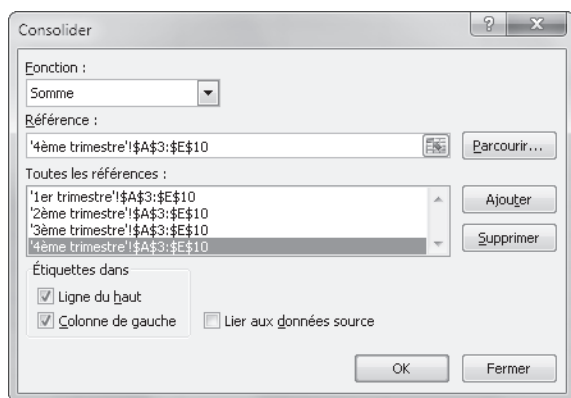 Consolider
Fonction :
Somme
Référence :
'4ème trimestre'!$A$3:$E$10
Parcourir...
Toutes les références :
'1er trimestre'!$A$3:$E$10
'2ème trimestre'!$A$3:$E$10
'3ème trimestre'!$A$3:$E$10
'4ème trimestre'!$A$3:$E$10
Ajouter
Supprimer
Étiquettes dans
Ligne du haut
Colonne de gauche
Lier aux données source
OK
Fermer